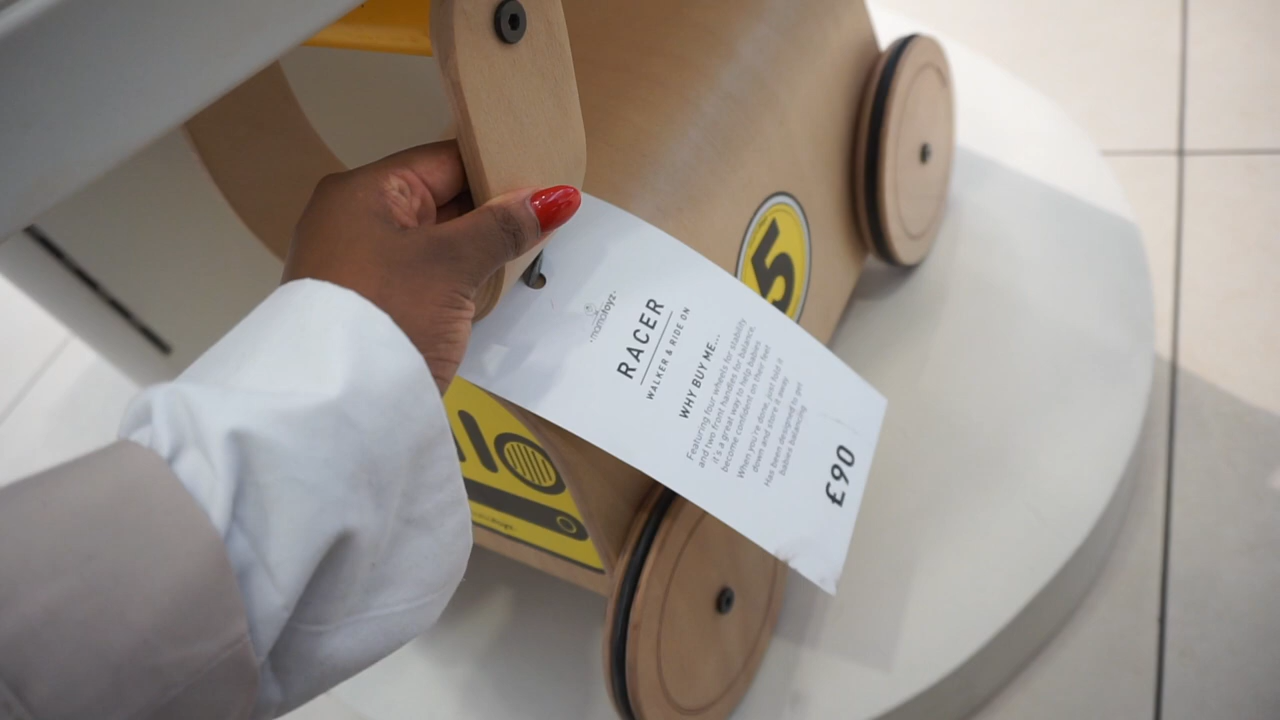 ·mamatoyz·
RACER
WALKER & RIDE ON
WHY BUY ME...
Featuring four wheels for stability
and two front handles for balance,
it's a great way to help babies
become confident on their feet
When you're done, just fold it
down and store it away
Has been designed to get
babies balancing
£90
5